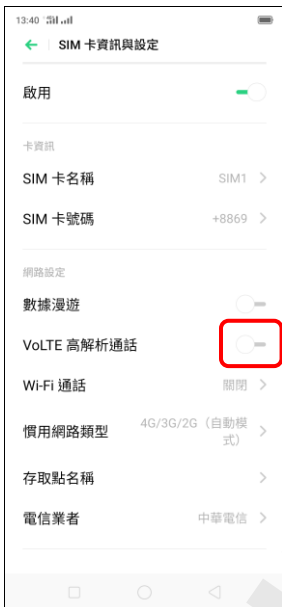 13:40
SIM 卡資訊與設定
啟用
卡資訊
SIM 卡名稱 SIM1
SIM 卡號碼 +8869
網路設定
數據漫遊
VoLTE 高解析通話
Wi-Fi 通話 關閉
慣用網路類型 4G/3G/2G（自動模
式）
存取點名稱
電信業者 中華電信